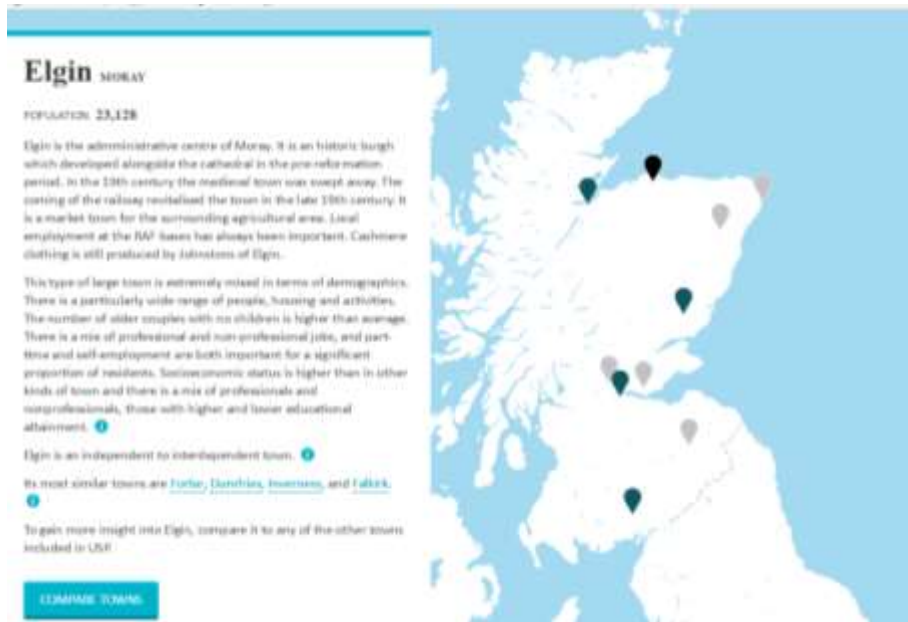 Elgin MORAY
POPULATION: 23,128
Elgin is the administrative centre of Moray. It is an historic burgh
which developed alongside the cathedral in the pre-reformation
period. In the 19th century the medieval town was swept away. The
coming of the railway revitalised the town in the late 19th century. It
is a market town for the surrounding agricultural area. Local
employment at the RAF bases has always been important. Cashmere
clothing is still produced by Johnstons of Elgin.
This type of large town is extremely mixed in terms of demographics.
There is a particularly wide range of people, housing and activities.
The number of older couples with no children is higher than average.
There is a mix of professional and non-professional jobs, and part-
time and self-employment are both important for a significant
proportion of residents. Socioeconomic status is higher than in other
kinds of town and there is a mix of professionals and
nonprofessionals, those with higher and lower educational
attainment.
Elgin is an independent to interdependent town.
Its most similar towns are Forfar, Dumfries, Inverness, and Falkirk.
To gain more insight into Elgin, compare it to any of the other towns
included in USP.
COMPARE TOWNS